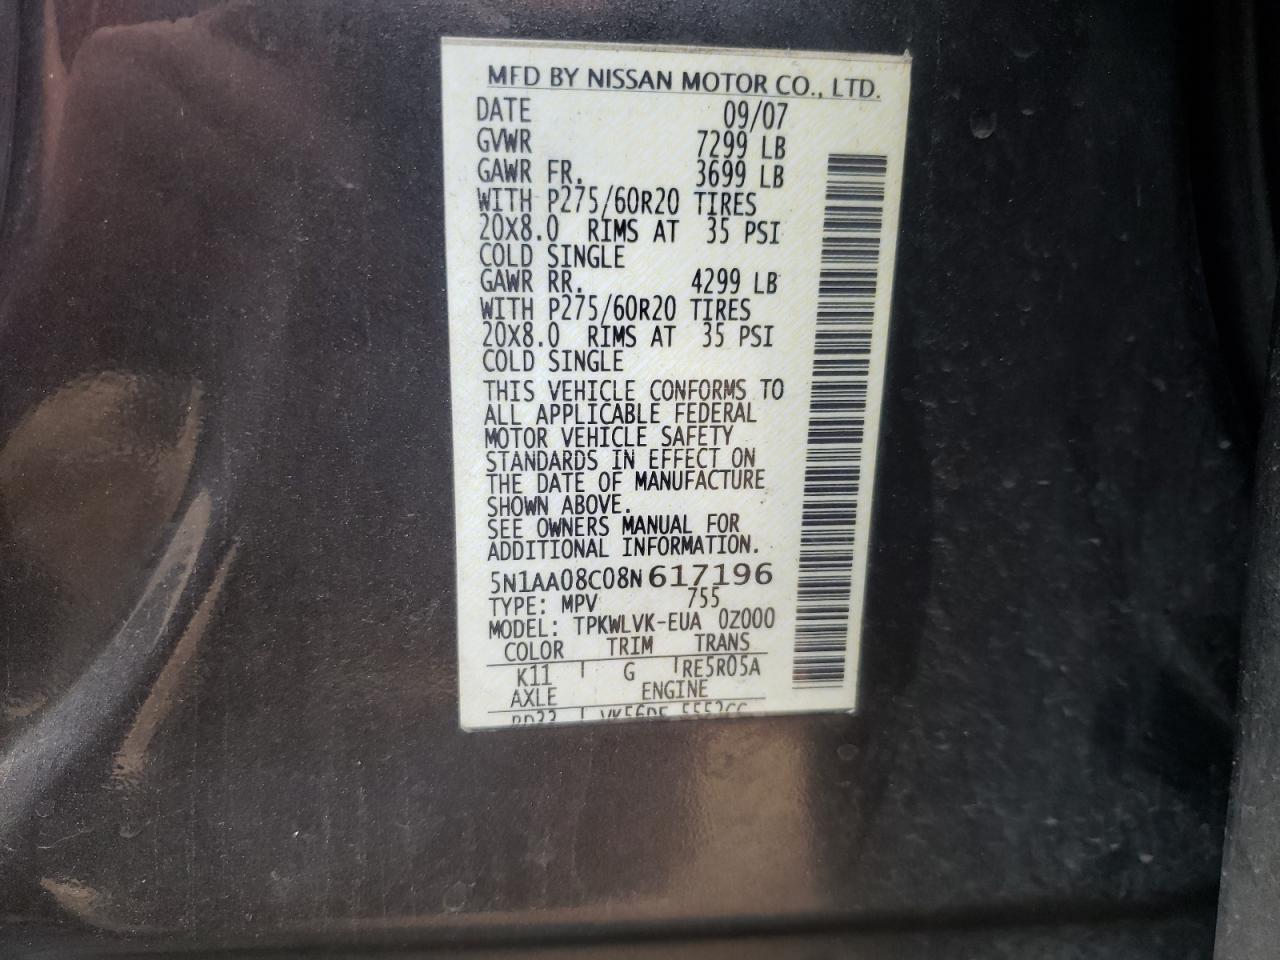 MFD BY NISSAN MOTOR CO., LTD.
DATE 09/07
GVWR 7299 LB
GAWR FR. 3699 LB
WITH P275/60R20 TIRES
20X8.0 RIMS AT 35 PSI
COLD SINGLE
GAWR RR. 4299 LB
WITH P275/60R20 TIRES
20X8.0 RIMS AT 35 PSI
COLD SINGLE
THIS VEHICLE CONFORMS TO
ALL APPLICABLE FEDERAL
MOTOR VEHICLE SAFETY
STANDARDS IN EFFECT ON
THE DATE OF MANUFACTURE
SHOWN ABOVE.
SEE OWNERS MANUAL FOR
ADDITIONAL INFORMATION.
5N1AA08C08N617196
TYPE: MPV 755
MODEL: TPKWLVK-EUA 0Z000
COLOR TRIM TRANS
K11 G RE5R05A
AXLE ENGINE